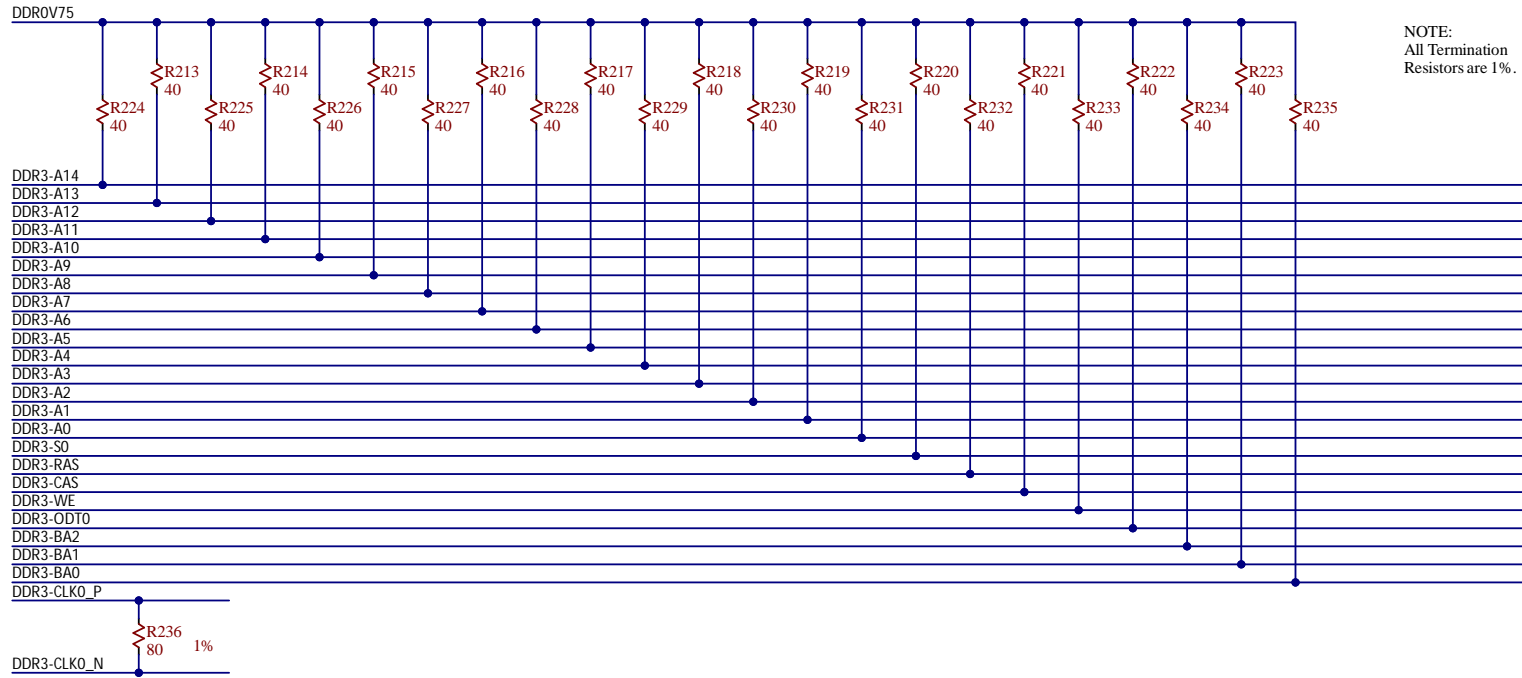 DDR0V75
NOTE:
All Termination
Resistors are 1%.
R213
40
R214
40
R215
40
R216
40
R217
40
R218
40
R219
40
R220
40
R221
40
R222
40
R223
40
R224
40
R225
40
R226
40
R227
40
R228
40
R229
40
R230
40
R231
40
R232
40
R233
40
R234
40
R235
40
DDR3-A14
DDR3-A13
DDR3-A12
DDR3-A11
DDR3-A10
DDR3-A9
DDR3-A8
DDR3-A7
DDR3-A6
DDR3-A5
DDR3-A4
DDR3-A3
DDR3-A2
DDR3-A1
DDR3-A0
DDR3-S0
DDR3-RAS
DDR3-CAS
DDR3-WE
DDR3-ODT0
DDR3-BA2
DDR3-BA1
DDR3-BA0
DDR3-CLK0_P
R236
80 1%
DDR3-CLK0_N